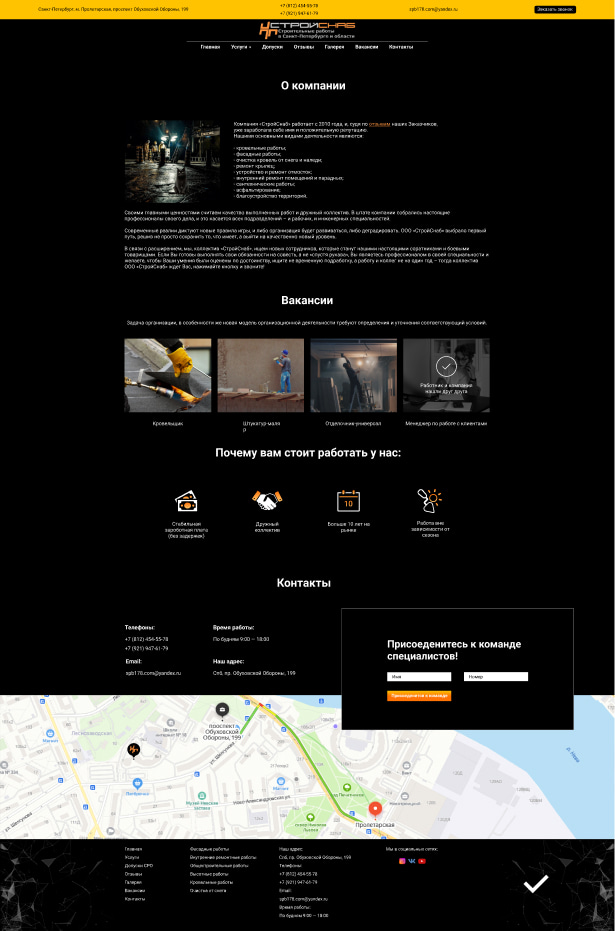 Санкт-Петербург, м. Пролетарская, проспект Обуховской Обороны, 199
+7 (812) 454-55-78
+7 (921) 947-61-79
spb178.com@yandex.ru
Заказать звонок
СТРОЙСНАБ
Строительные работы
в Санкт-Петербурге и области
Главная Услуги Допуски Отзывы Галерея Вакансии Контакты
О компании
Компания «СтройСнаб» работает с 2010 года, и, судя по отзывам наших Заказчиков,
уже заработала себе имя и положительную репутацию.
Нашими основными видами деятельности являются:
- кровельные работы;
- фасадные работы;
- очистка кровель от снега и наледи;
- ремонт крылец;
- устройство и ремонт отмосток;
- внутренний ремонт помещений и парадных;
- сантехнические работы;
- асфальтирование;
- благоустройство территорий.
Своими главными ценностями считаем качество выполненных работ и дружный коллектив. В штате компании собрались настоящие
профессионалы своего дела, и это касается всех подразделений – и рабочих, и инженерных специальностей.
Современные реалии диктуют новые правила игры, и либо организация будет развиваться, либо деградировать. ООО «СтройСнаб» выбрало первый
путь, решив не просто сохранить то, что имеет, а выйти на качественно новый уровень.
В связи с расширением, мы, коллектив «СтройСнаб», ищем новых сотрудников, которые станут нашими настоящими соратниками и боевыми
товарищами. Если Вы готовы выполнять свои обязанности на совесть, а не «спустя рукава», Вы являетесь профессионалом в своей специальности и
желаете, чтобы Ваши умения были оценены по достоинству, ищите не временную подработку, а работу и коллег не на один год, – тогда коллектив
ООО «СтройСнаб» ждет Вас, нажимайте кнопку и звоните!
Вакансии
Задача организации, в особенности же новая модель организационной деятельности требуют определения и уточнения соответствующий условий.
Работник и компания
нашли друг друга
Кровельщик
Штукатур-маля
р
Отделочник-универсал
Менеджер по работе с клиентами
Почему вам стоит работать у нас:
10
Стабильная
заработная плата
(без задержек)
Дружный
коллектив
Больше 10 лет на
рынке
Работа вне
зависимости от
сезона
Контакты
Телефоны:
+7 (812) 454-55-78
+7 (921) 947-61-79
Время работы:
По будням 9:00 – 18:00
Email:
spb178.com@yandex.ru
Наш адрес:
Спб, пр. Обуховской Обороны, 199
Присоеденитесь к команде
специалистов!
Имя Номер
Присоеденится к команде
проспект
Обуховской
Обороны, 199
Пролетарская
Главная
Услуги
Допуски СРО
Отзывы
Галерея
Вакансии
Контакты
Фасадные работы
Внутренние ремонтные работы
Общестроительные работы
Высотные работы
Кровельные работы
Очистка от снега
Наш адрес:
Спб, пр. Обуховской Обороны, 199
Телефоны:
+7 (812) 454-55-78
+7 (921) 947-61-79
Email:
spb178.com@yandex.ru
Время работы:
По будням 9:00 – 18:00
Мы в социальных сетях: